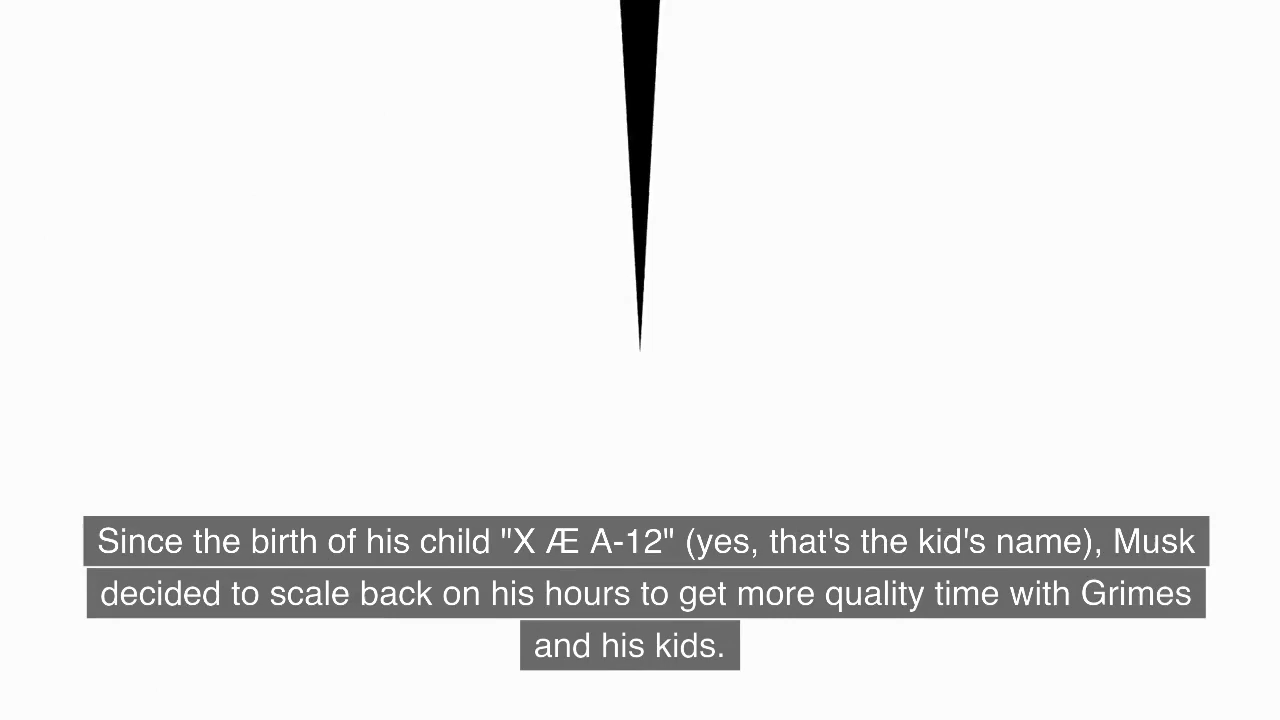 Since the birth of his child "X Æ A-12" (yes, that's the kid's name), Musk
decided to scale back on his hours to get more quality time with Grimes
and his kids.